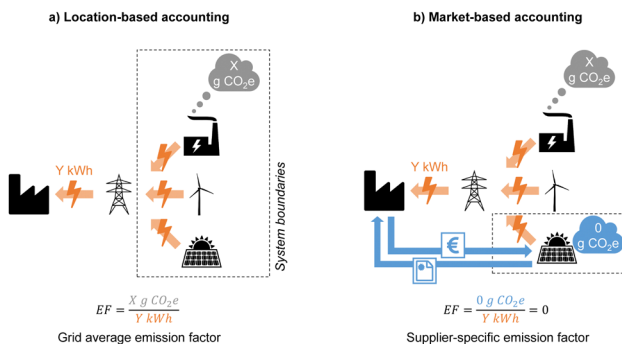 a) Location-based accounting
X
g CO₂e
Y kWh
System boundaries
EF = X g CO₂e / Y kWh
Grid average emission factor
b) Market-based accounting
X
g CO₂e
Y kWh
0
g CO₂e
€
EF = 0 g CO₂e / Y kWh = 0
Supplier-specific emission factor